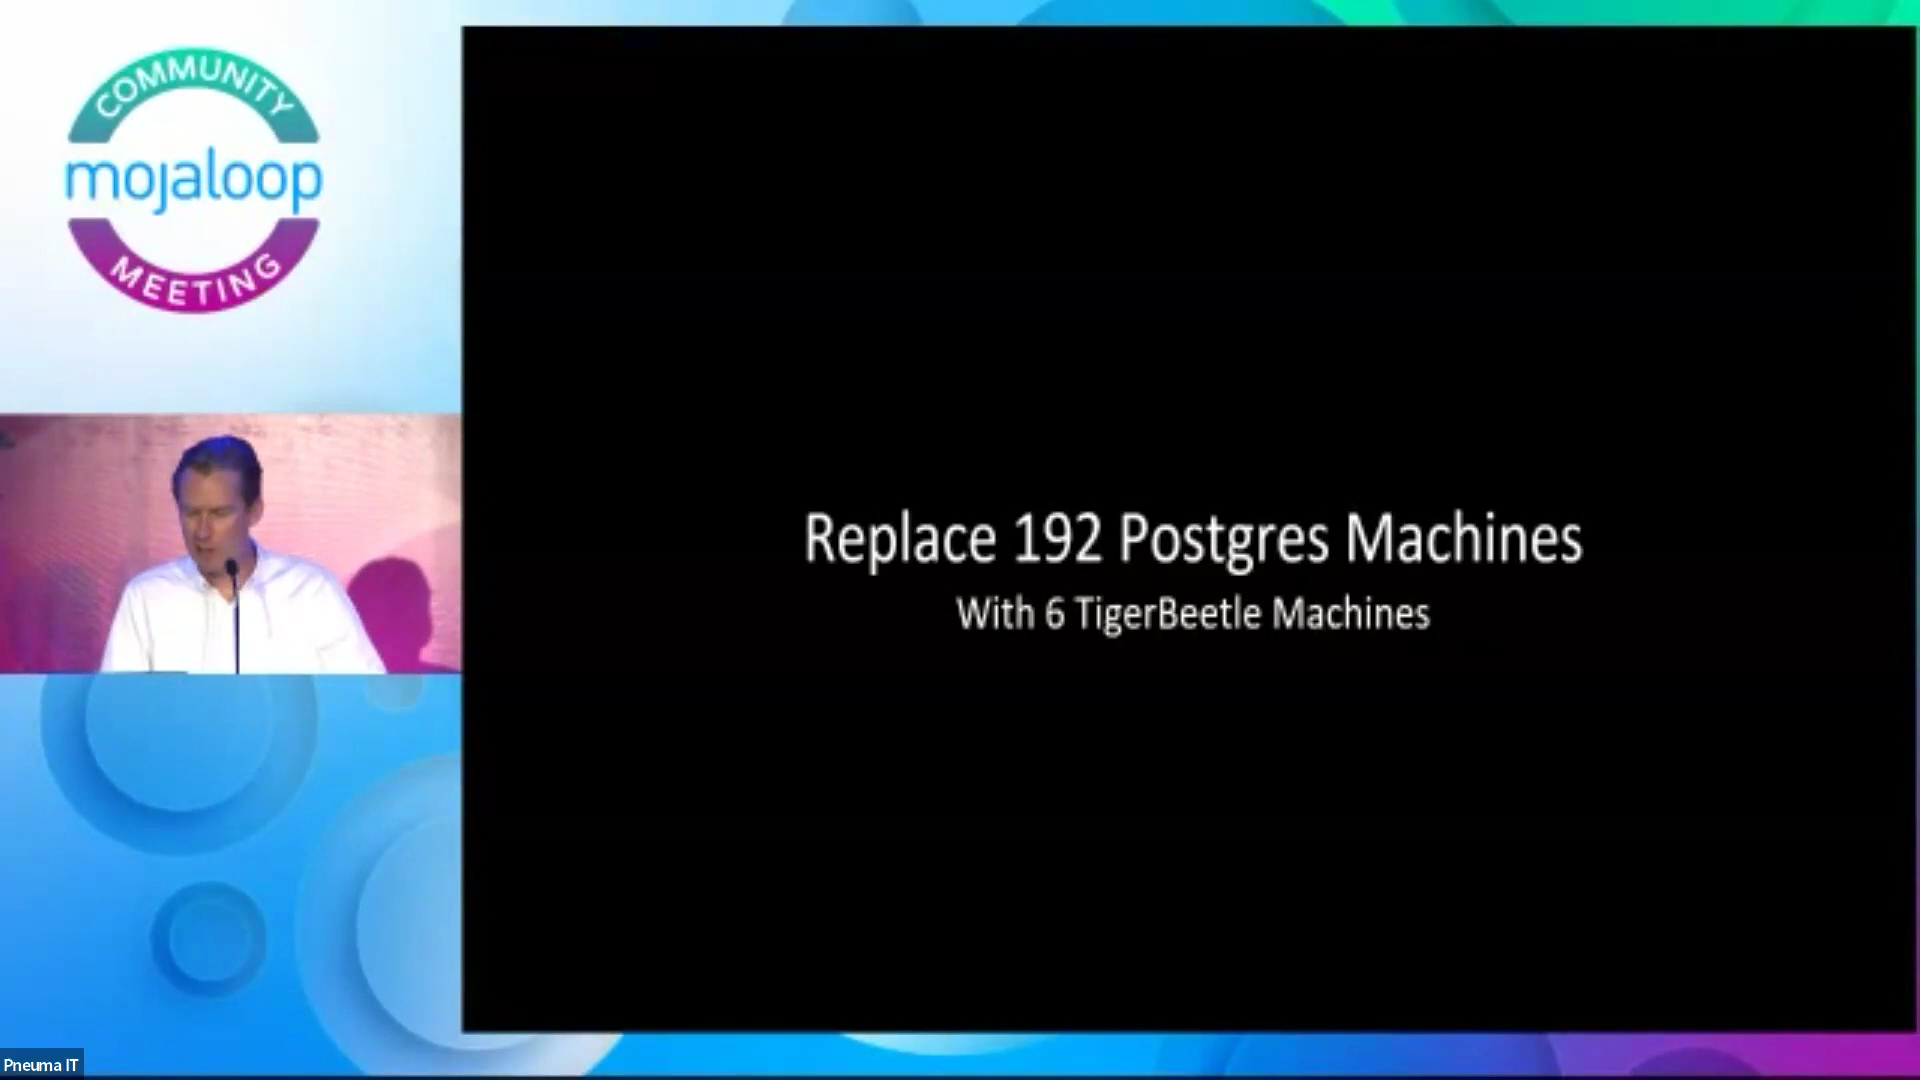 COMMUNITY
mojaloop
MEETING
Replace 192 Postgres Machines
With 6 TigerBeetle Machines
Pneuma IT